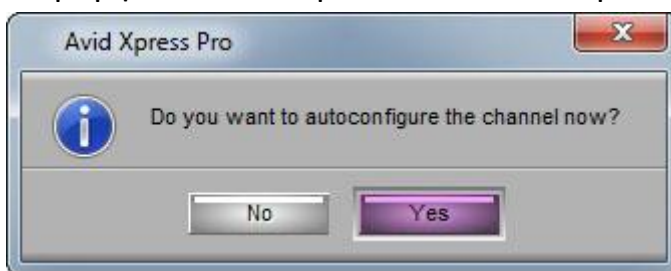 Avid Xpress Pro
Do you want to autoconfigure the channel now?
No
Yes